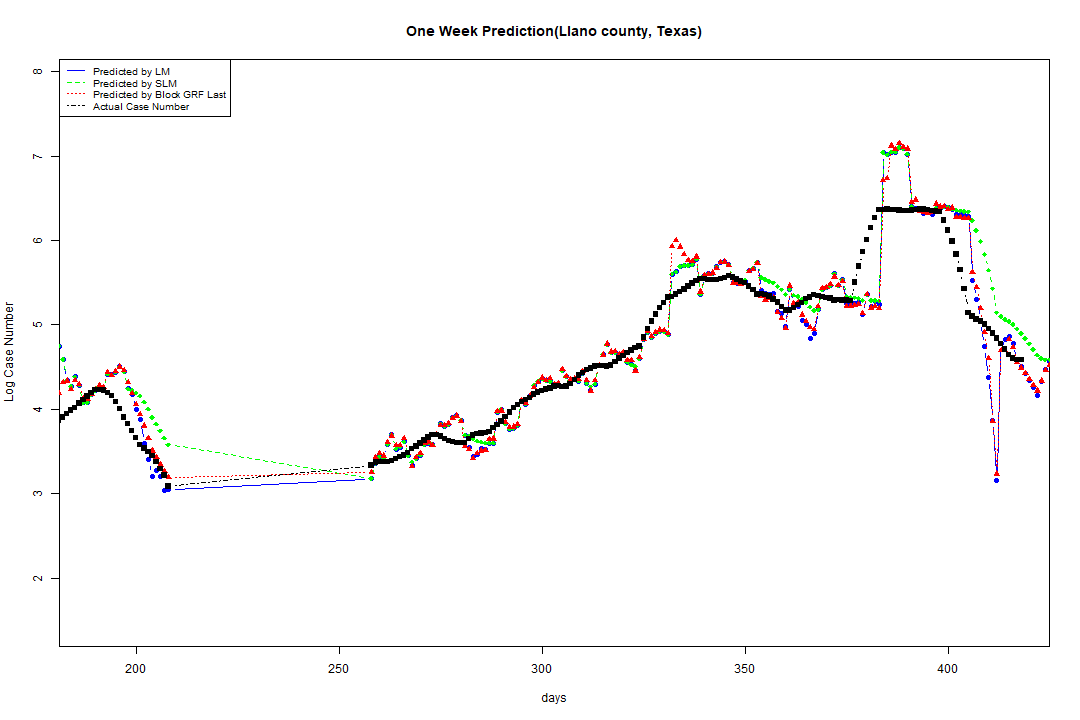 One Week Prediction(Llano county, Texas)
Predicted by LM
Predicted by SLM
Predicted by Block GRF Last
Actual Case Number
8
7
6
5
4
3
2
Log Case Number
200 250 300 350 400
days